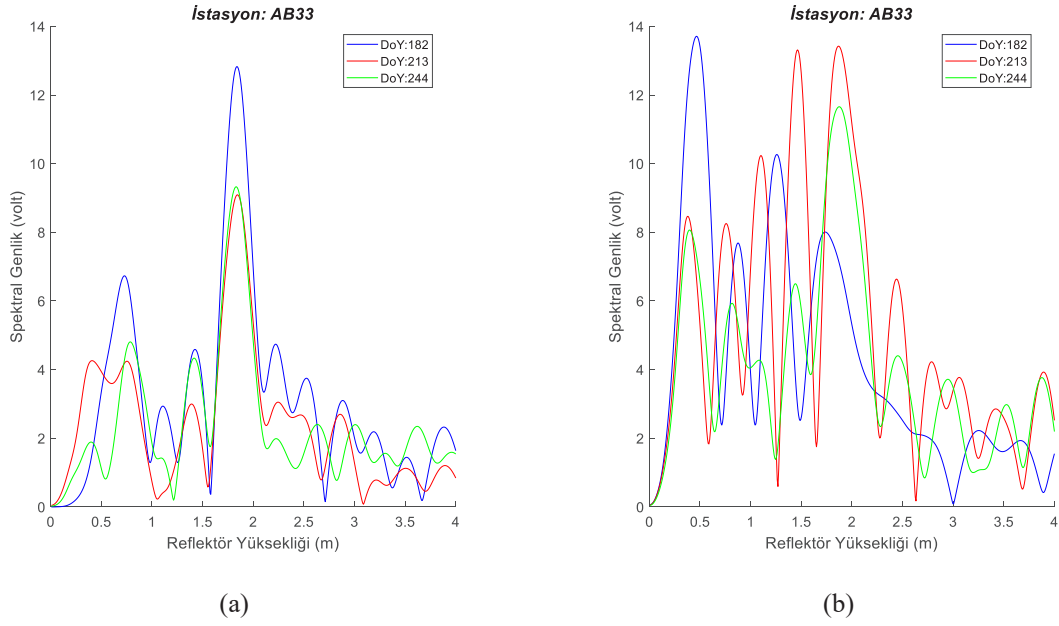 İstasyon: AB33
14
12
10
8
6
4
2
0
Spektral Genlik (volt)
DoY:182
DoY:213
DoY:244
0 0.5 1 1.5 2 2.5 3 3.5 4
Reflektör Yüksekliği (m)
(a)
İstasyon: AB33
14
12
10
8
6
4
2
0
Spektral Genlik (volt)
DoY:182
DoY:213
DoY:244
0 0.5 1 1.5 2 2.5 3 3.5 4
Reflektör Yüksekliği (m)
(b)